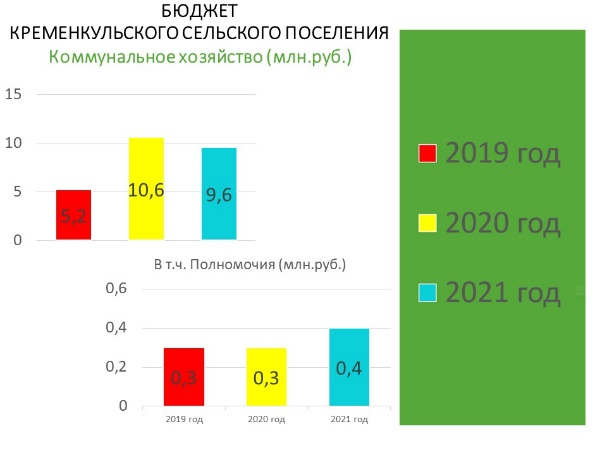 БЮДЖЕТ
КРЕМЕНКУЛЬСКОГО СЕЛЬСКОГО ПОСЕЛЕНИЯ
Коммунальное хозяйство (млн.руб.)
15
10
5
0
5,2
10,6
9,6
В т.ч. Полномочия (млн.руб.)
0,6
0,4
0,2
0
0,3
0,3
0,4
2019 год
2020 год
2021 год
2019 год
2020 год
2021 год